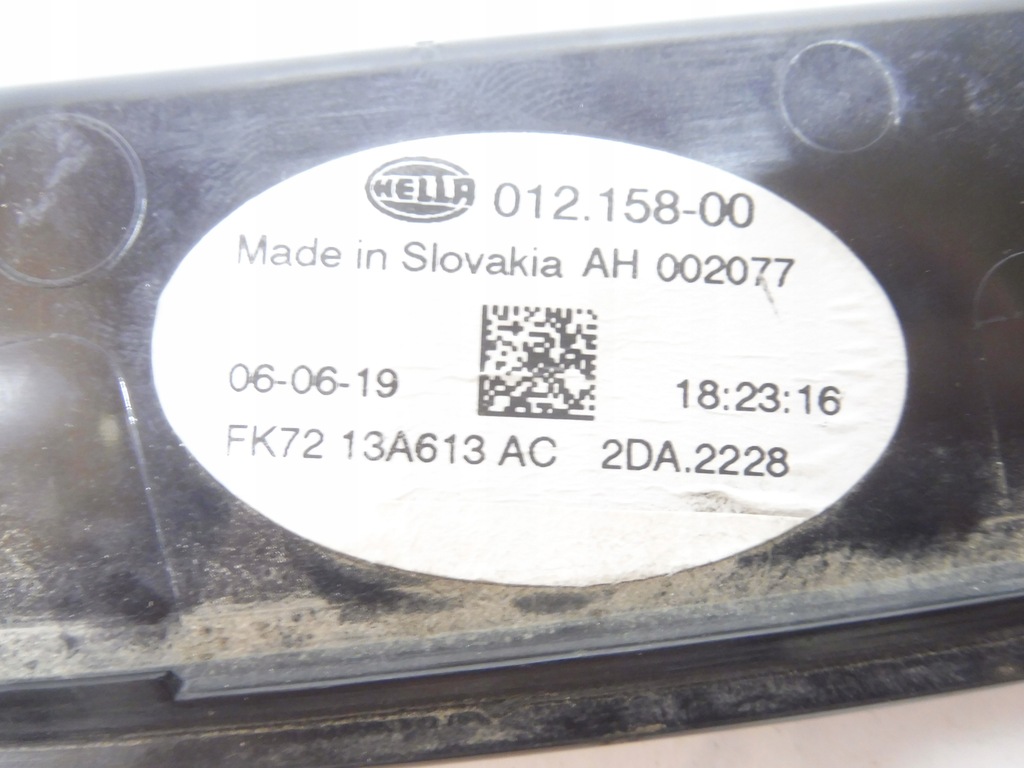 HELLA 012.158-00
Made in Slovakia AH 002077
06-06-19 18:23:16
FK72 13A613 AC 2DA.2228